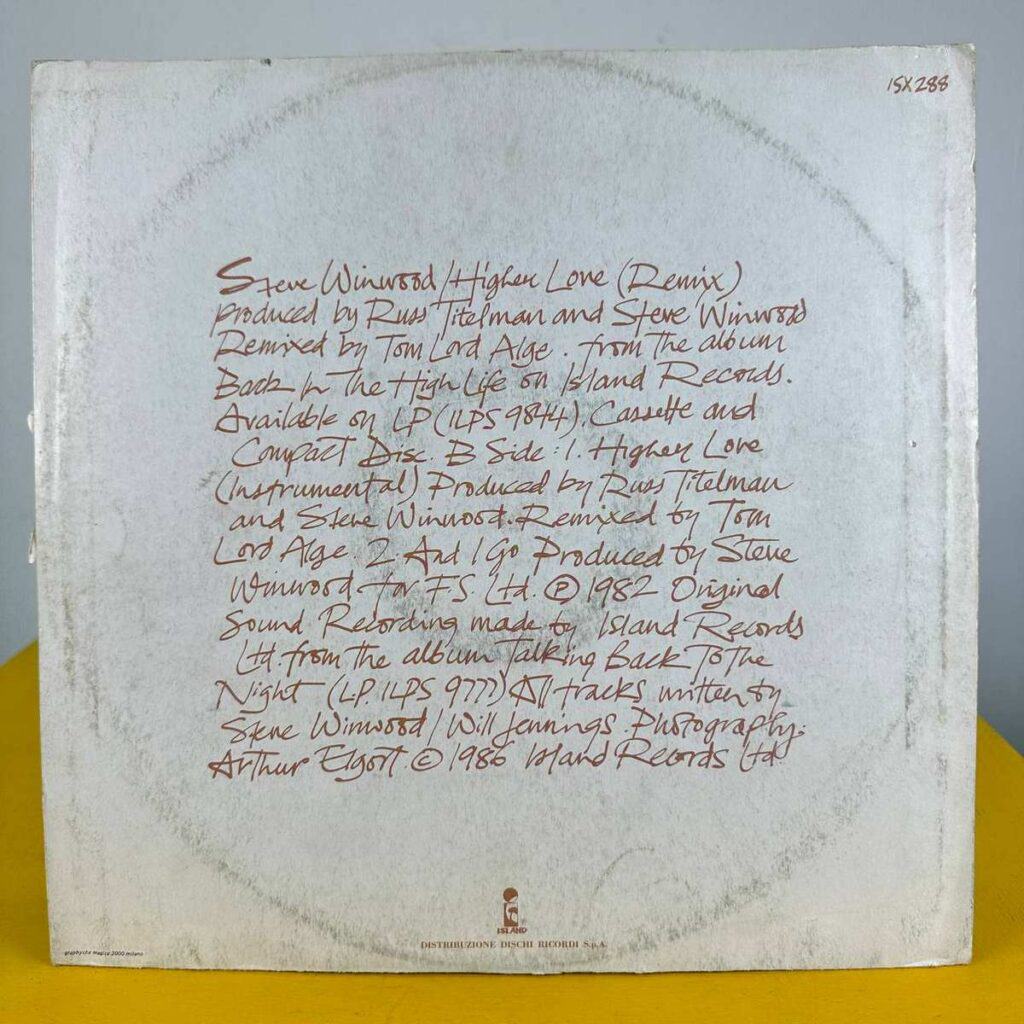 ISX 288
Steve Winwood / Higher Love (Remix)
Produced by Russ Titelman and Steve Winwood
Remixed by Tom Lord Alge. from the album
Back In The High Life on Island Records.
Available on LP (ILPS 9844). Cassette and
Compact Disc. B Side: 1. Higher Love
(Instrumental) Produced by Russ Titelman
and Steve Winwood. Remixed by Tom
Lord Alge. 2. And I Go Produced by Steve
Winwood for F.S. Ltd. ℗ 1982 Original
Sound Recording made by Island Records
Ltd. from the album Talking Back To The
Night (LP. ILPS 9777) All tracks written by
Steve Winwood / Will Jennings. Photography:
Arthur Elgort © 1986 Island Records Ltd.
ISLAND
DISTRIBUZIONE DISCHI RICORDI S.p.A.
graphyche magica 2000 milano